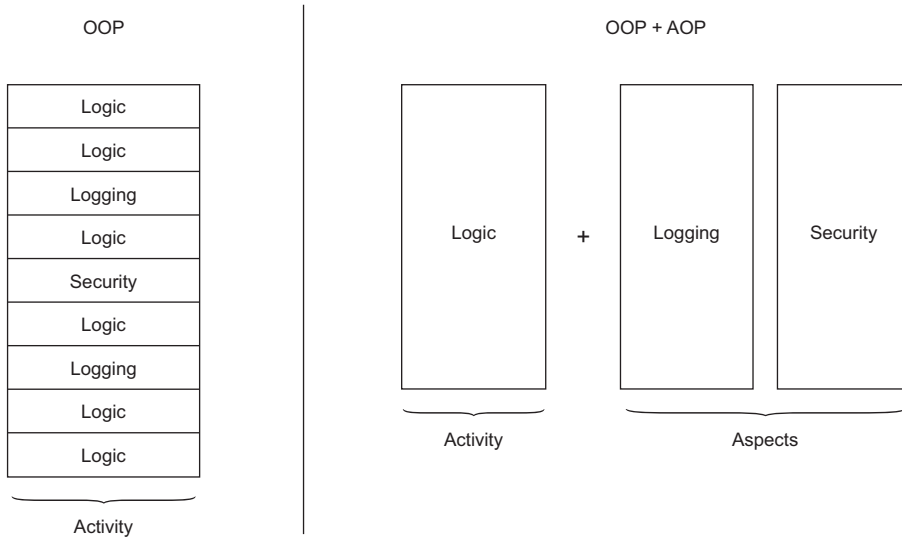 OOP
Logic
Logic
Logging
Logic
Security
Logic
Logging
Logic
Logic
Activity
OOP + AOP
Logic
+
Logging
Security
Activity
Aspects